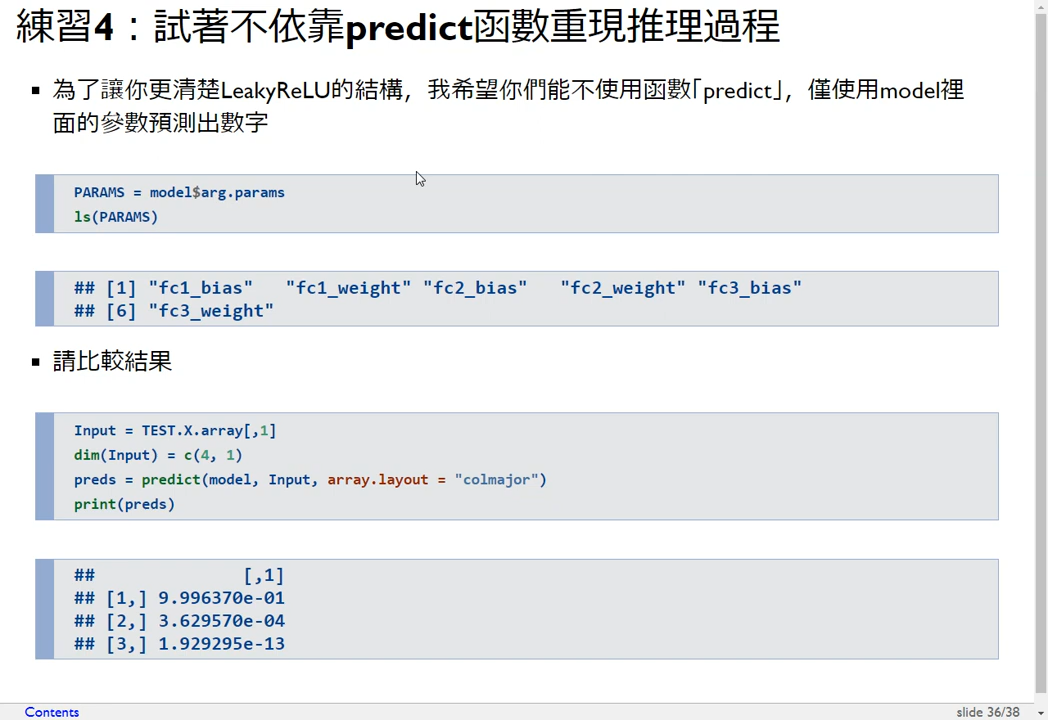 練習4：試著不依靠predict函數重現推理過程
▪ 為了讓你更清楚LeakyReLU的結構，我希望你們能不使用函數「predict」，僅使用model裡
面的參數預測出數字
PARAMS = model$arg.params
ls(PARAMS)
## [1] "fc1_bias"   "fc1_weight" "fc2_bias"   "fc2_weight" "fc3_bias"
## [6] "fc3_weight"
▪ 請比較結果
Input = TEST.X.array[,1]
dim(Input) = c(4, 1)
preds = predict(model, Input, array.layout = "colmajor")
print(preds)
##              [,1]
## [1,] 9.996370e-01
## [2,] 3.629570e-04
## [3,] 1.929295e-13
Contents
slide 36/38